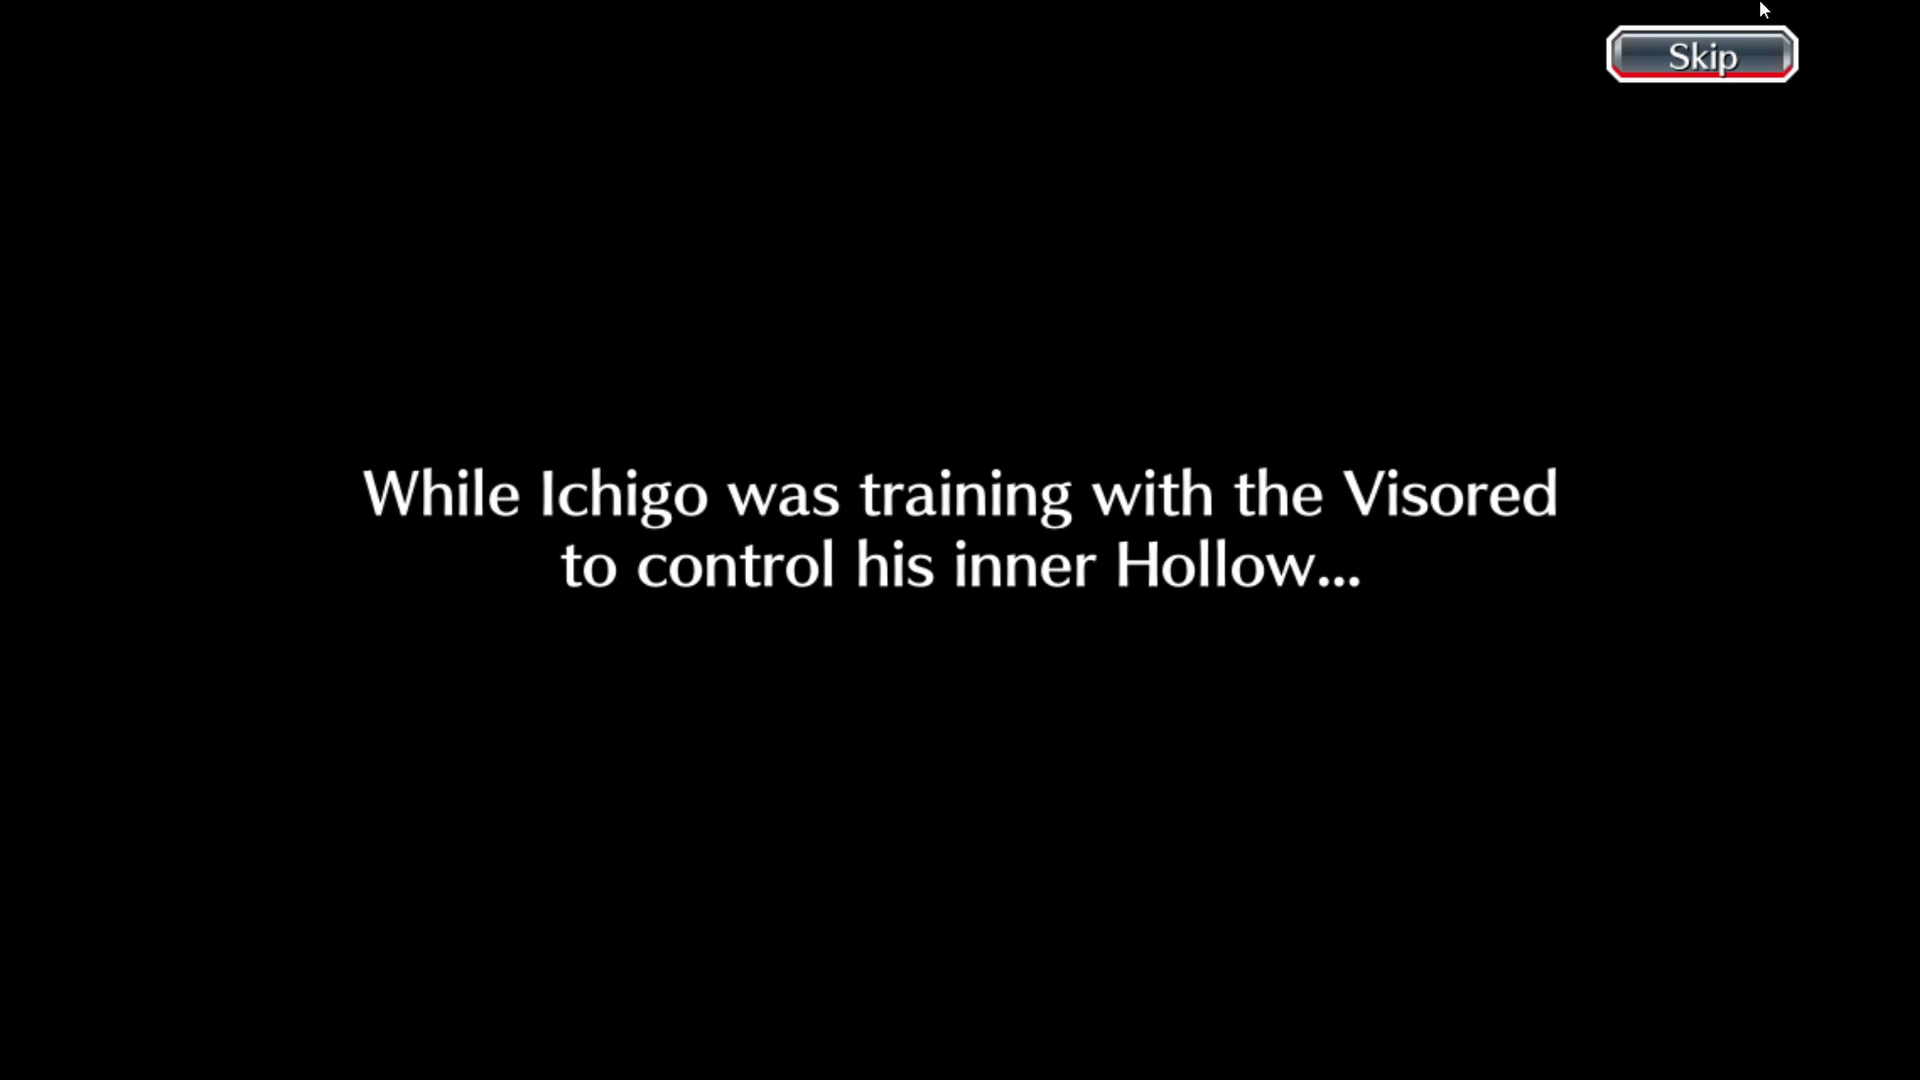 Skip
While Ichigo was training with the Visored
to control his inner Hollow...